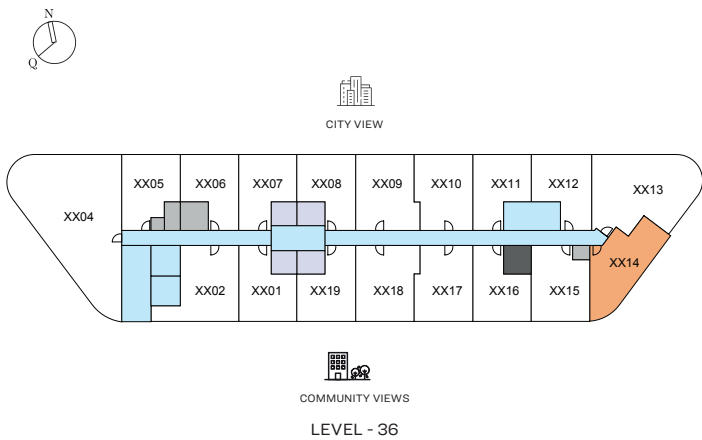 N
Q
CITY VIEW
XX05 XX06 XX07 XX08 XX09 XX10 XX11 XX12 XX13
XX04
XX14
XX02 XX01 XX19 XX18 XX17 XX16 XX15
COMMUNITY VIEWS
LEVEL - 36